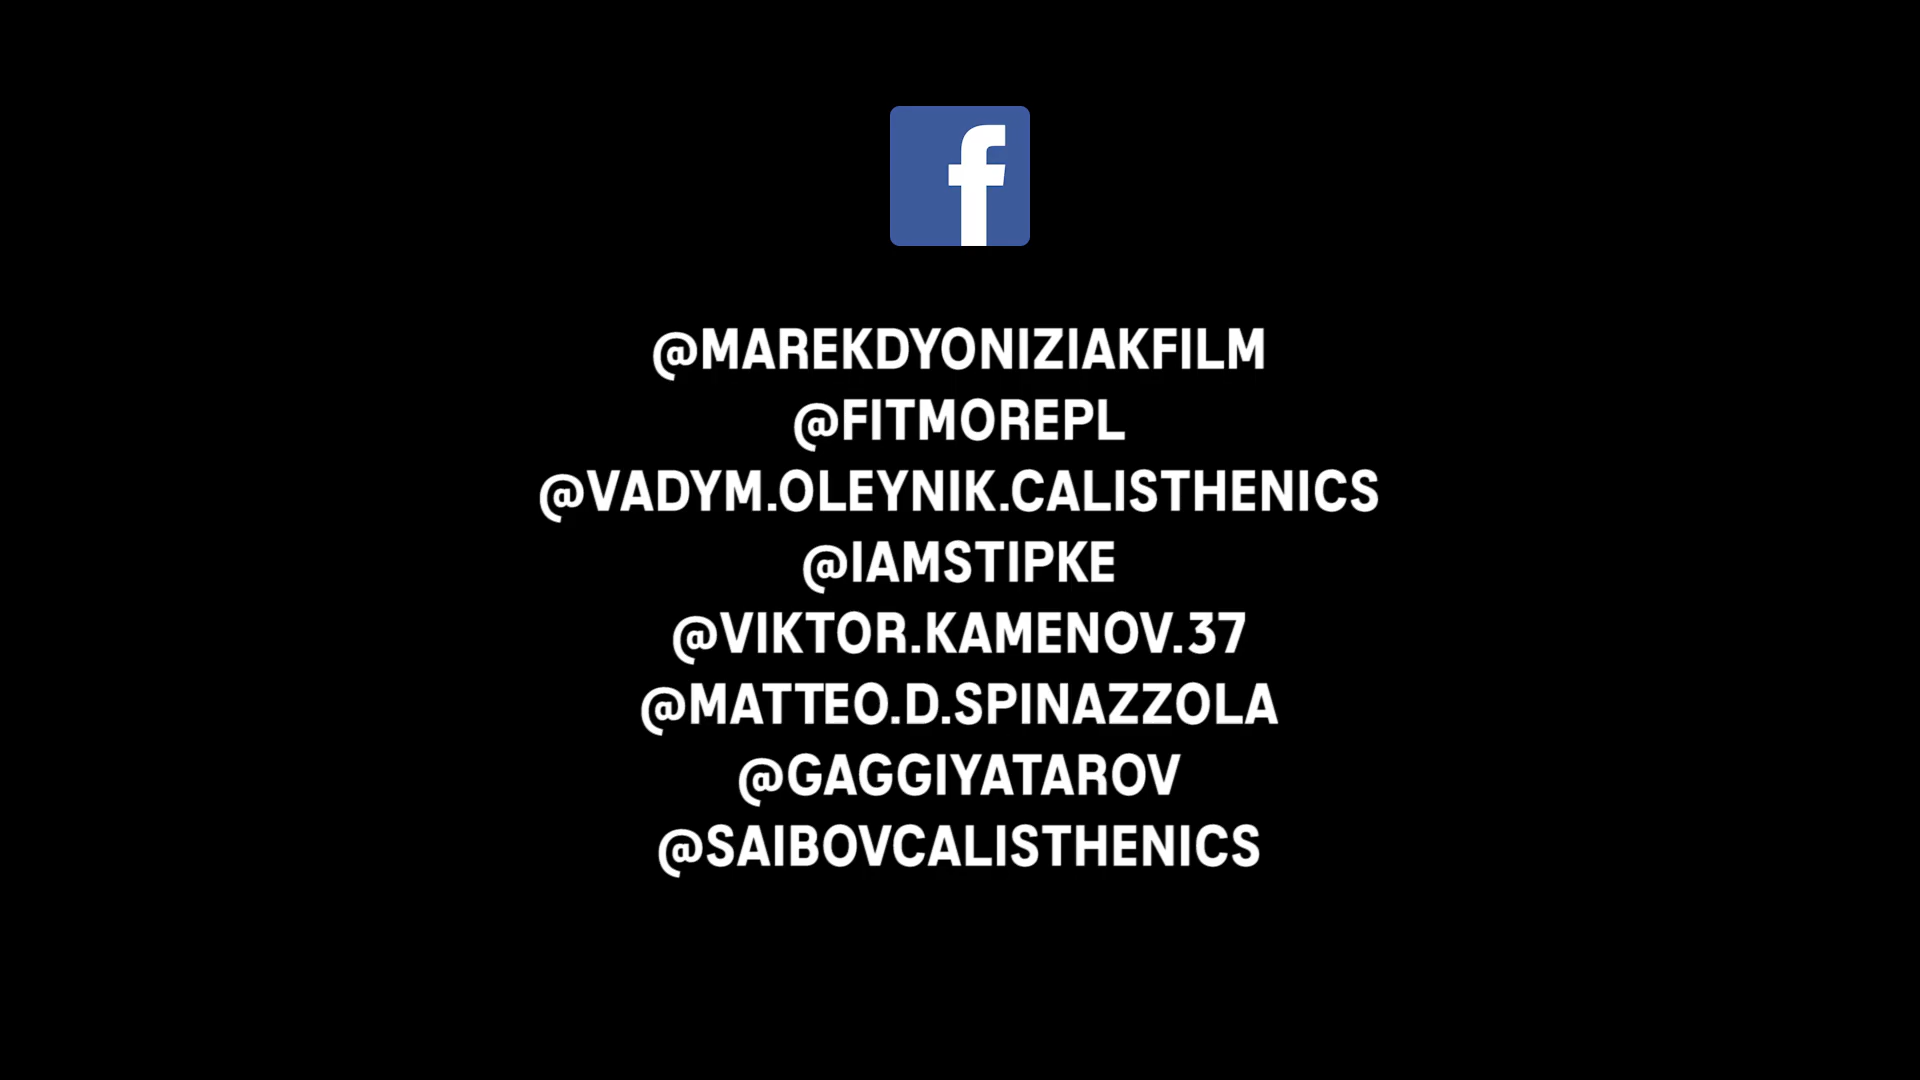 f
@MAREKDYONIZIAKFILM
@FITMOREPL
@VADYM.OLEYNIK.CALISTHENICS
@IAMSTIPKE
@VIKTOR.KAMENOV.37
@MATTEO.D.SPINAZZOLA
@GAGGIYATAROV
@SAIBOVCALISTHENICS